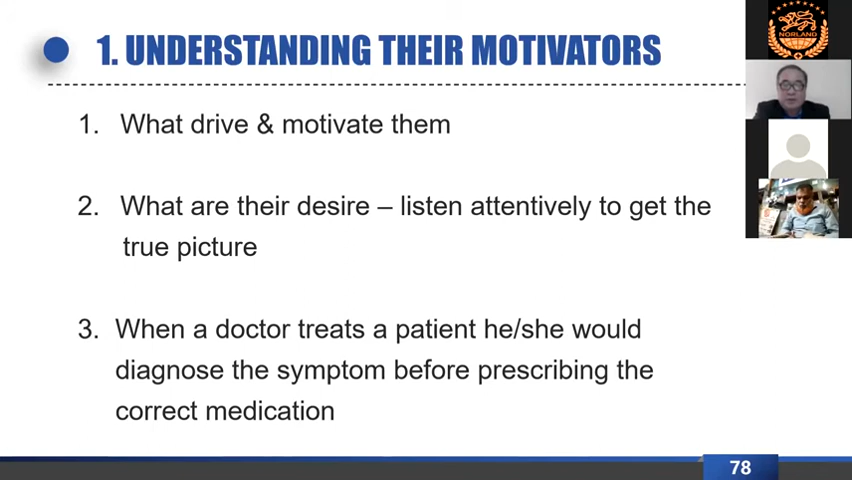 1. UNDERSTANDING THEIR MOTIVATORS
NORLAND
1. What drive & motivate them
2. What are their desire – listen attentively to get the
true picture
3. When a doctor treats a patient he/she would
diagnose the symptom before prescribing the
correct medication
78